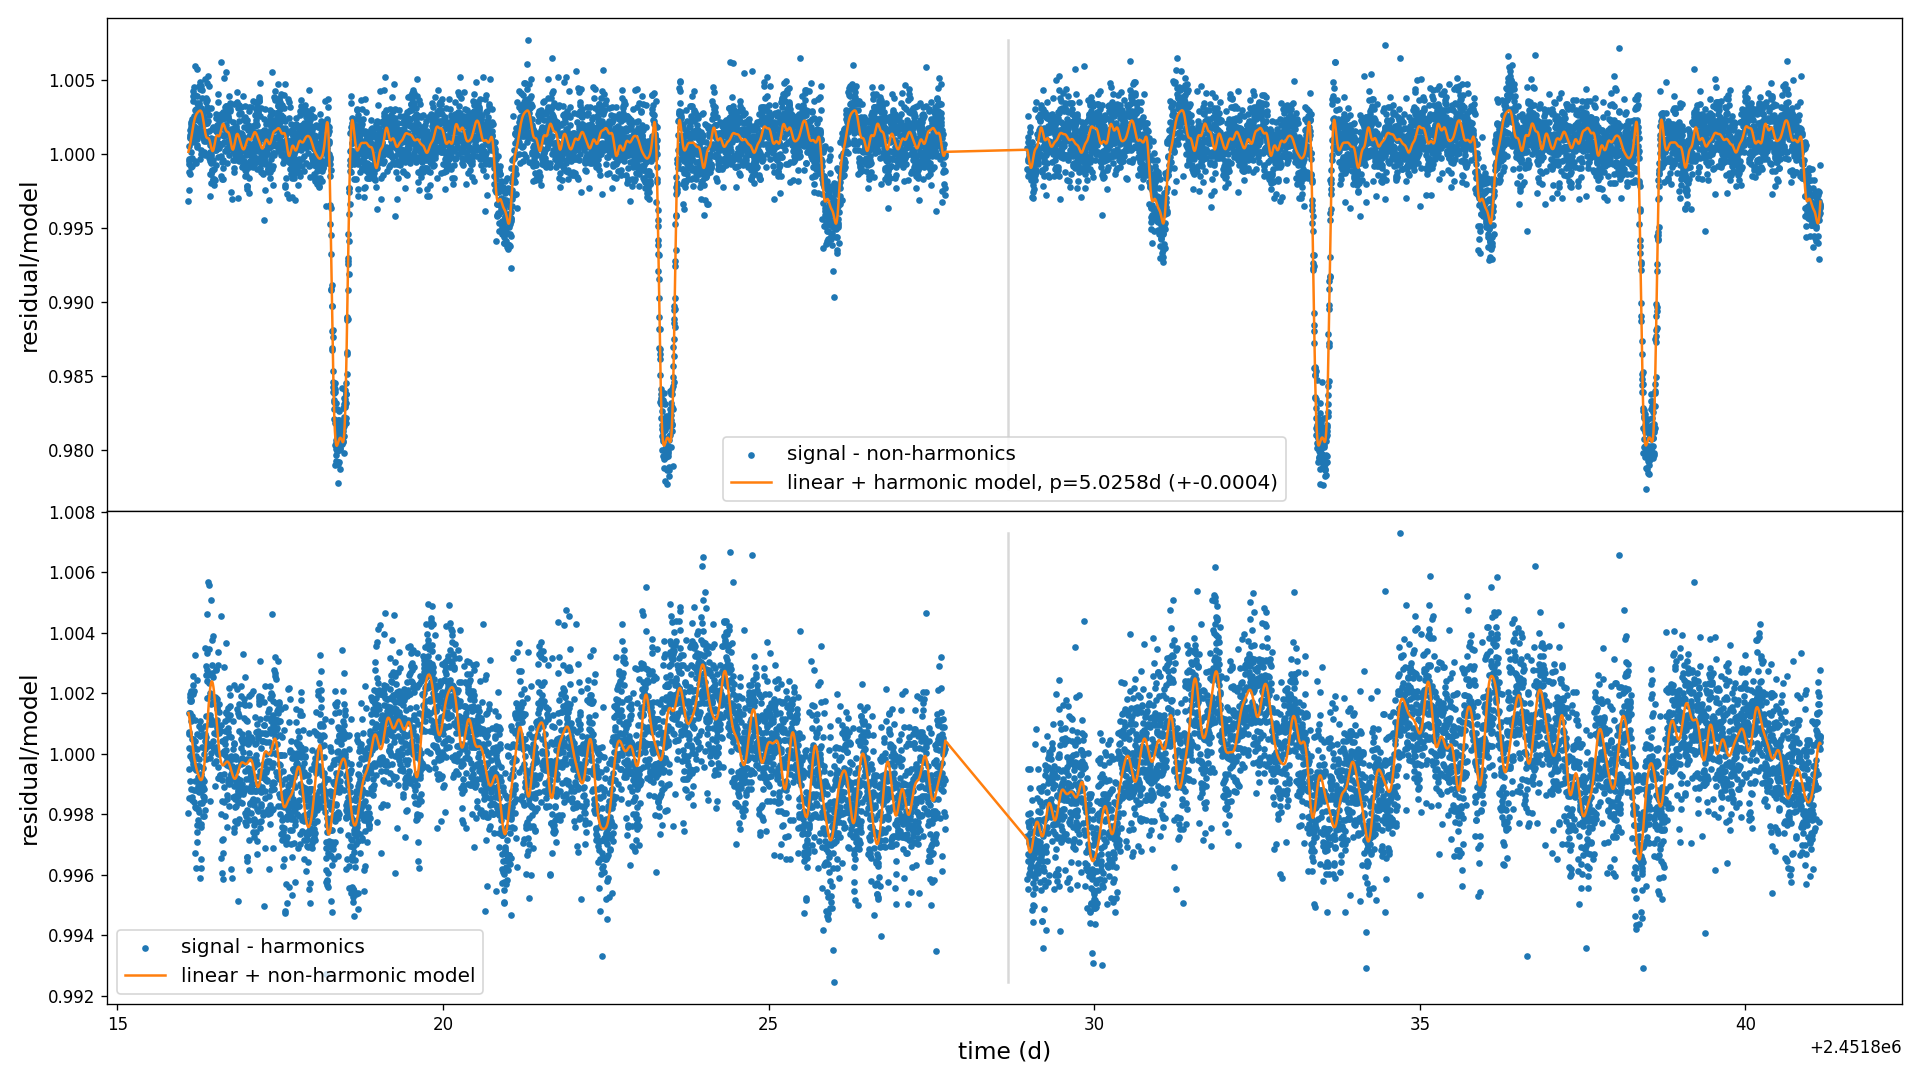 residual/model
1.005
1.000
0.995
0.990
0.985
0.980
signal - non-harmonics
linear + harmonic model, p=5.0258d (+-0.0004)
residual/model
1.008
1.006
1.004
1.002
1.000
0.998
0.996
0.994
0.992
signal - harmonics
linear + non-harmonic model
15 20 25 30 35 40
time (d)
+2.4518e6